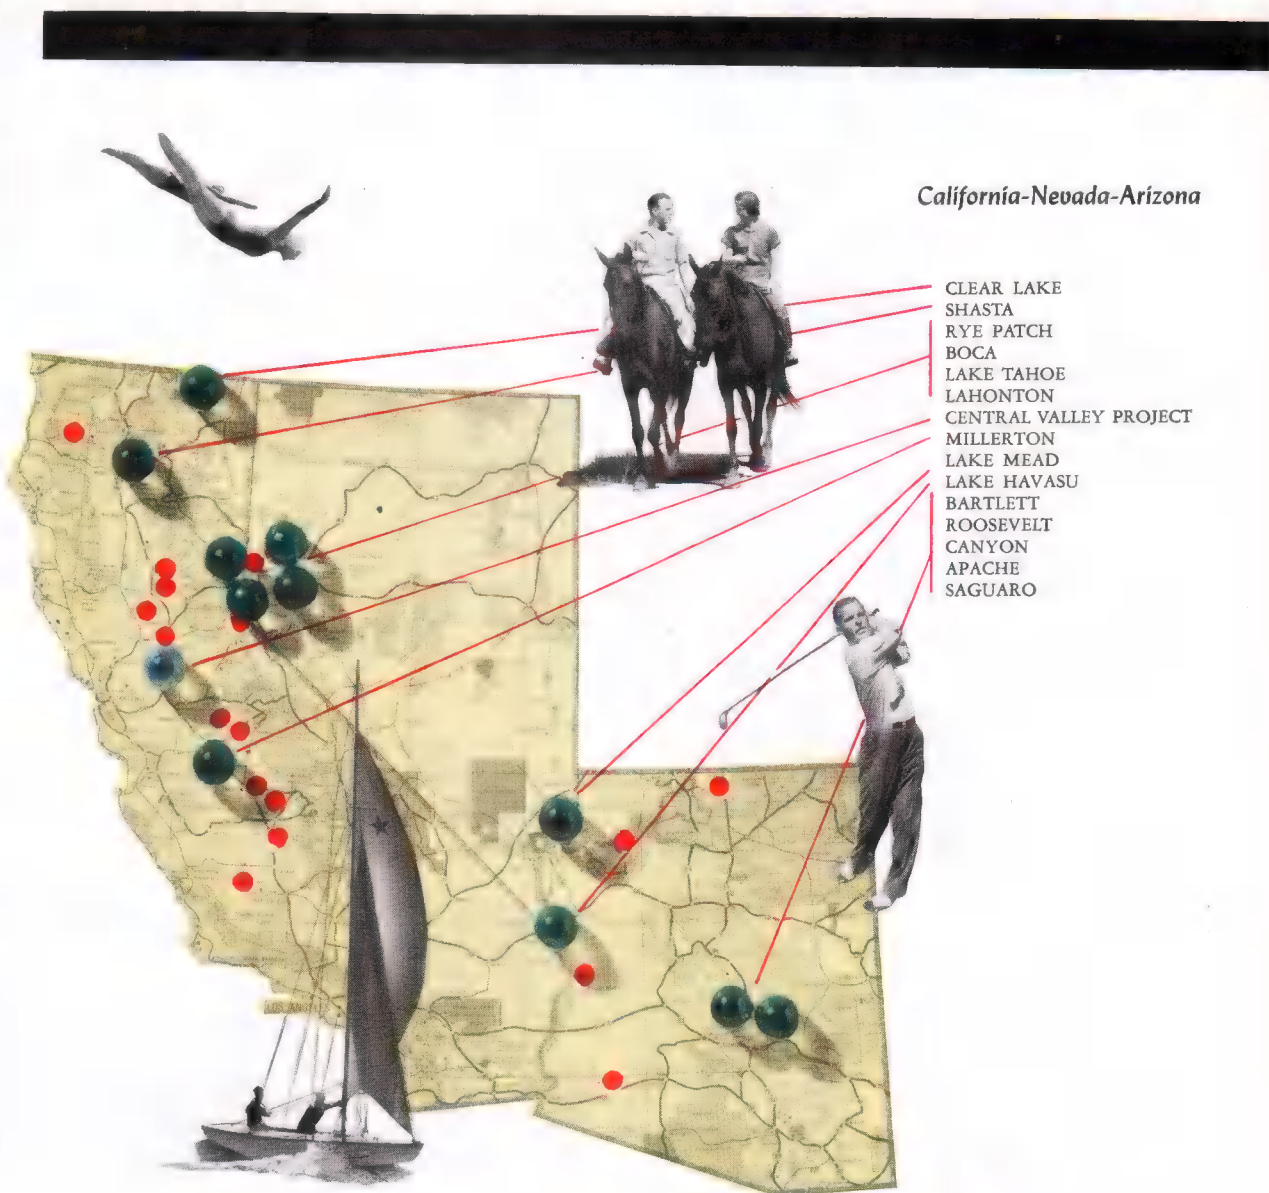 California-Nevada-Arizona
CLEAR LAKE
SHASTA
RYE PATCH
BOCA
LAKE TAHOE
LAHONTON
CENTRAL VALLEY PROJECT
MILLERTON
LAKE MEAD
LAKE HAVASU
BARTLETT
ROOSEVELT
CANYON
APACHE
SAGUARO